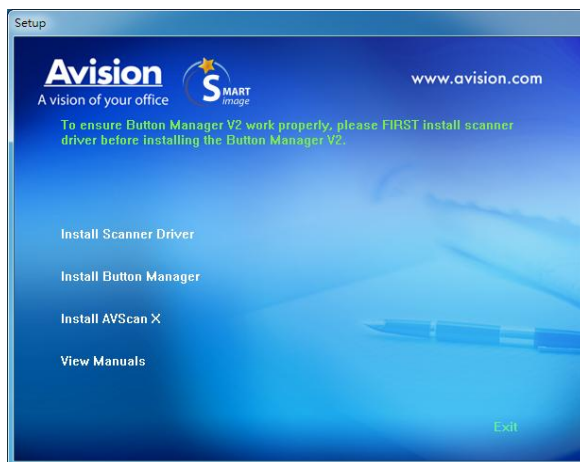 Setup
Avision
A vision of your office
SMART
image
www.avision.com
To ensure Button Manager V2 work properly, please FIRST install scanner
driver before installing the Button Manager V2.
Install Scanner Driver
Install Button Manager
Install AVScan X
View Manuals
Exit